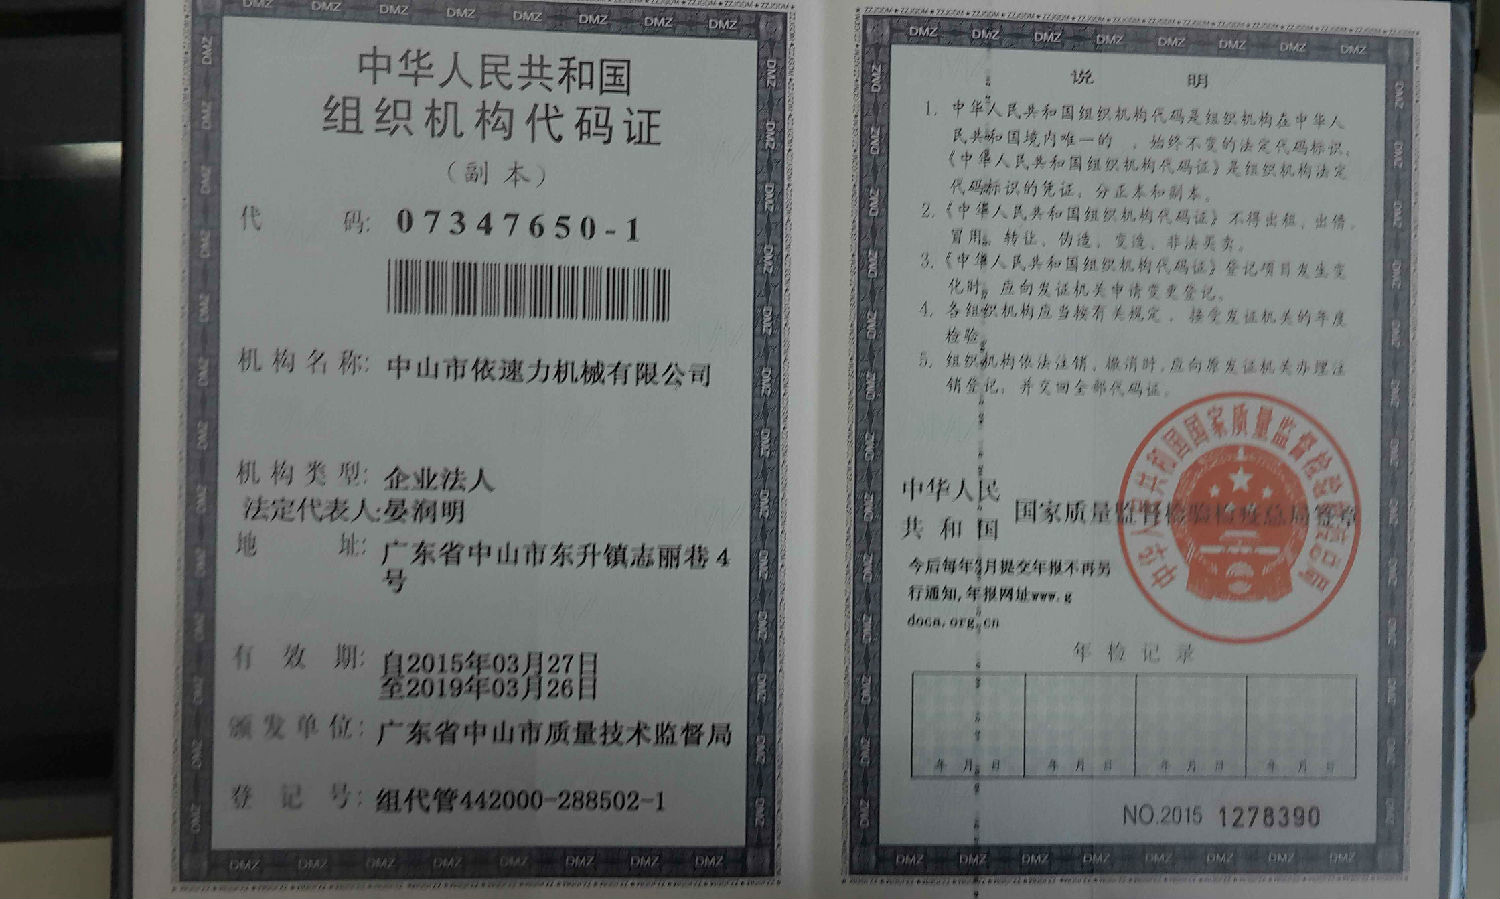 中华人民共和国
组织机构代码证
（副本）
代码: 07347650-1
机构名称: 中山市依速力机械有限公司
机构类型: 企业法人
法定代表人:晏润明
地址: 广东省中山市东升镇志丽巷4
号
有效期: 自2015年03月27日
至2019年03月26日
颁发单位: 广东省中山市质量技术监督局
登记号: 组代管442000-288502-1
说明
1. 中华人民共和国组织机构代码是组织机构在中华人
民共和国境内唯一的、始终不变的法定代码标识，
《中华人民共和国组织机构代码证》是组织机构法定
代码标识的凭证，分正本和副本。
2.《中华人民共和国组织机构代码证》不得出租，出借，
冒用，转让、伪造、变造、非法买卖。
3.《中华人民共和国组织机构代码证》登记项目发生变
化时，应向发证机关申请变更登记。
4. 各组织机构应当按有关规定，接受发证机关的年度
检验。
5. 组织机构依法注销、撤消时，应向原发证机关办理注
销登记，并交回全部代码证。
中华人民
共和国 国家质量监督检验检疫总局签章
中华人民共和国国家质量监督检验检疫总局
今后每年3月提交年报不再另
行通知,年报网址www.g
doca.org.cn
年检记录
年 月 日 年 月 日 年 月 日 年 月 日
NO.2015 1278390